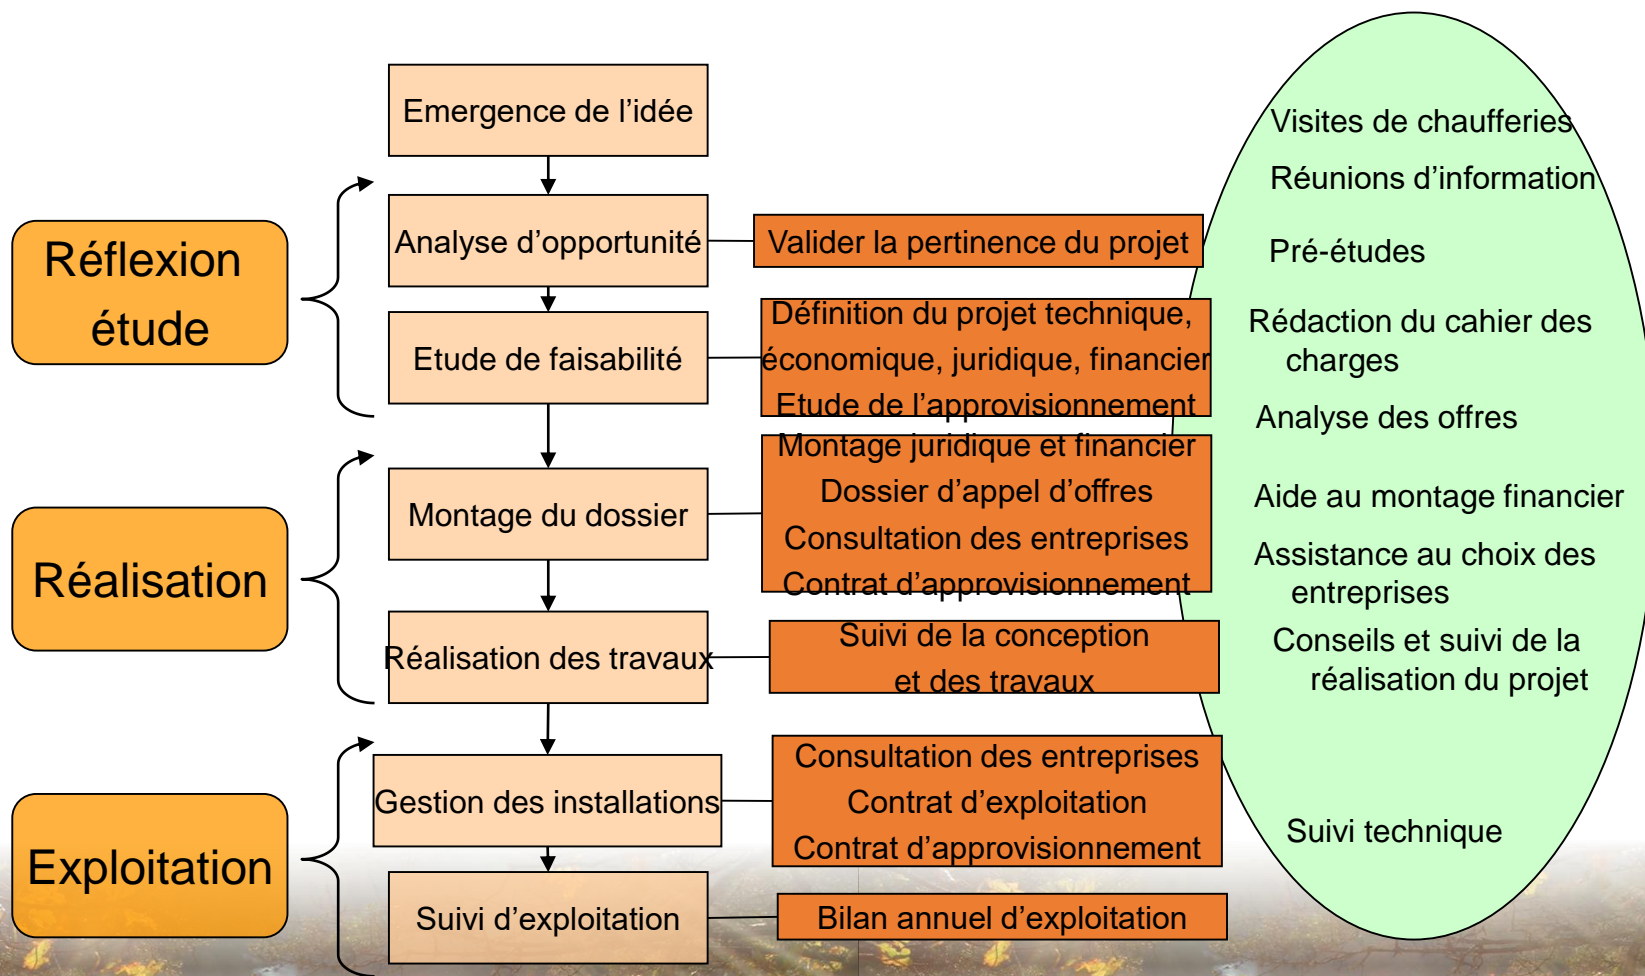 Emergence de l’idée
Réflexion
étude
Analyse d’opportunité
Valider la pertinence du projet
Etude de faisabilité
Définition du projet technique,
économique, juridique, financier
Etude de l’approvisionnement
Réalisation
Montage du dossier
Montage juridique et financier
Dossier d’appel d’offres
Consultation des entreprises
Contrat d’approvisionnement
Réalisation des travaux
Suivi de la conception
et des travaux
Exploitation
Gestion des installations
Consultation des entreprises
Contrat d’exploitation
Contrat d’approvisionnement
Suivi d’exploitation
Bilan annuel d’exploitation
Visites de chaufferies
Réunions d’information
Pré-études
Rédaction du cahier des
charges
Analyse des offres
Aide au montage financier
Assistance au choix des
entreprises
Conseils et suivi de la
réalisation du projet
Suivi technique